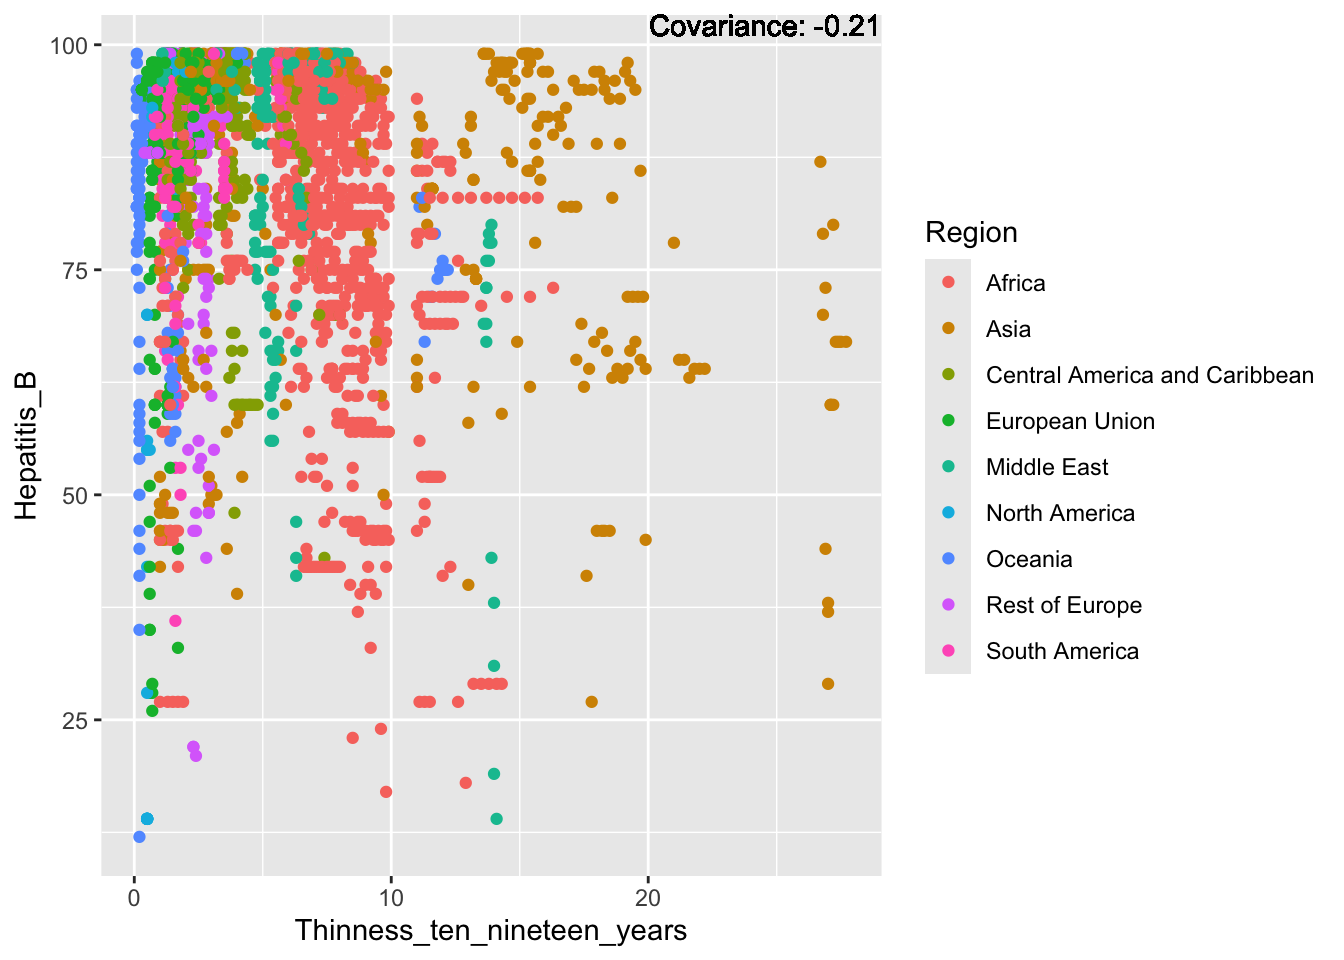 Covariance: -0.21
100
75
50
25
Hepatitis_B
0
10
20
Thinness_ten_nineteen_years
Region
Africa
Asia
Central America and Caribbean
European Union
Middle East
North America
Oceania
Rest of Europe
South America